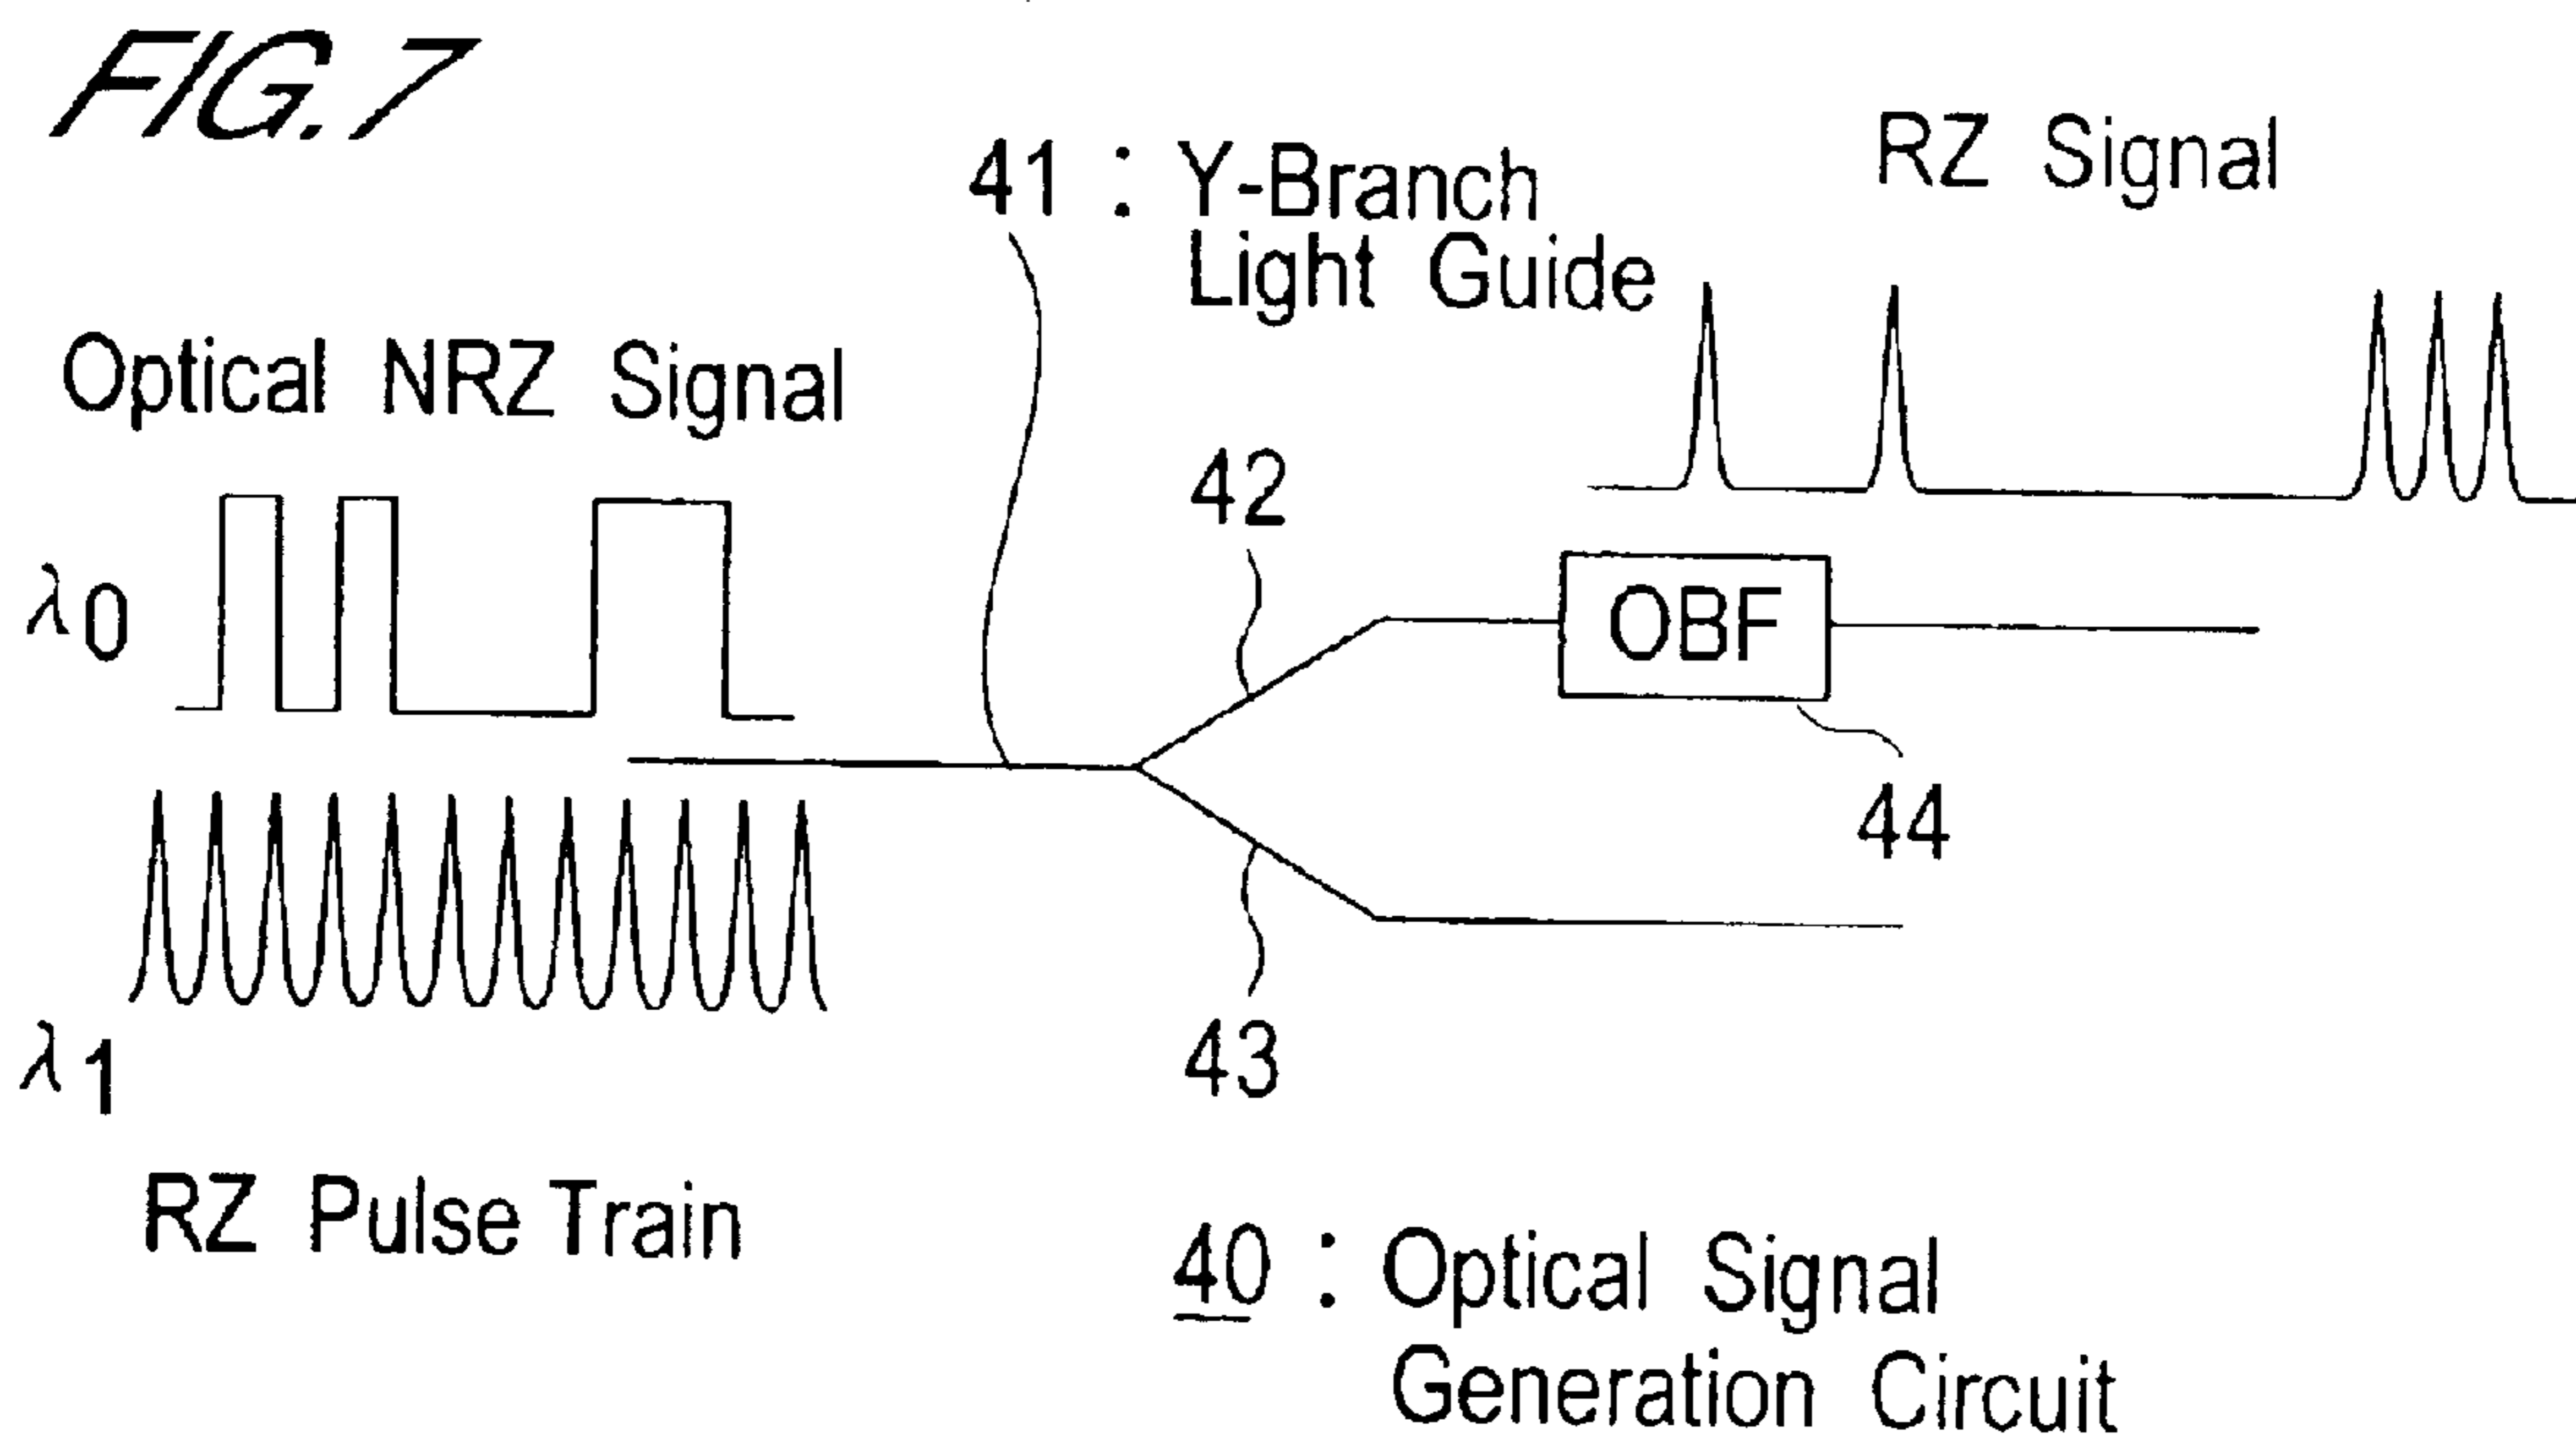 FIG. 7
41 : Y-Branch
Light Guide
RZ Signal
Optical NRZ Signal
42
λ0
OBF
44
43
λ1
RZ Pulse Train
40 : Optical Signal
Generation Circuit